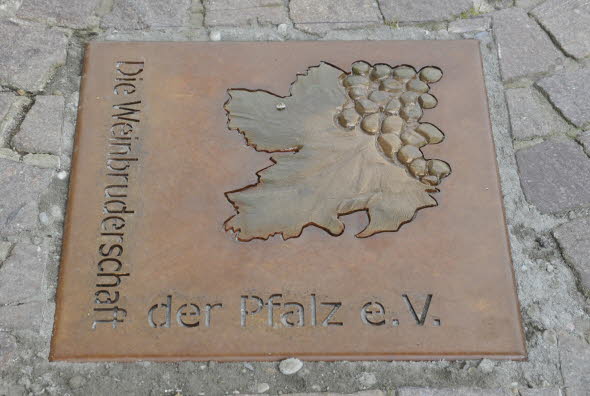 Die Weinbruderschaft
der Pfalz e.V.